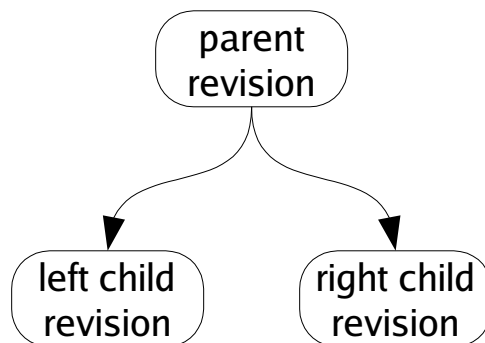 parent
revision
left child
revision
right child
revision